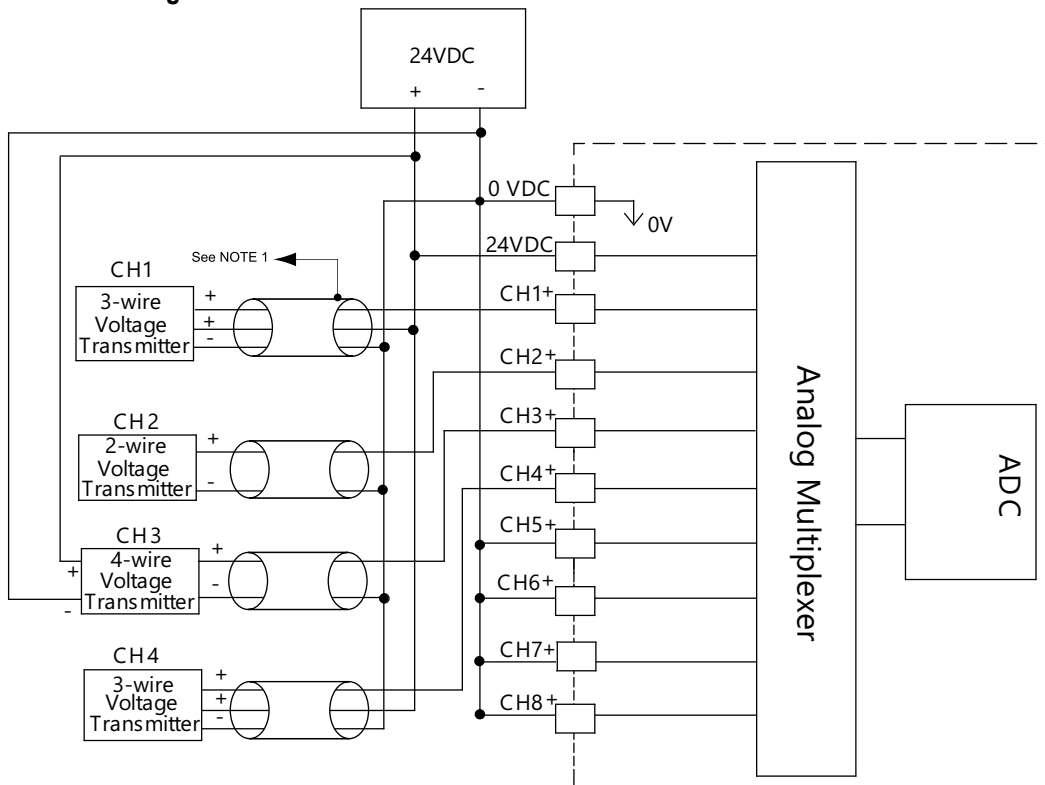 24VDC
+ -
0 VDC
0V
24VDC
See NOTE 1
CH1
3-wire
Voltage
Transmitter
+
+
-
CH1+
CH2+
CH2
2-wire
Voltage
Transmitter
+
-
CH3+
CH4+
CH3
4-wire
Voltage
Transmitter
+
-
+
-
CH5+
CH6+
CH4
3-wire
Voltage
Transmitter
+
+
-
CH7+
CH8+
Analog Multiplexer
ADC